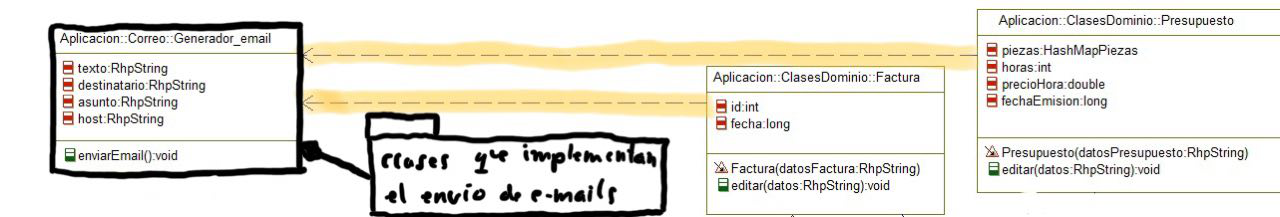 Aplicacion::Correo::Generador_email
texto:RhpString
destinatario:RhpString
asunto:RhpString
host:RhpString
enviarEmail():void
clases que implementan
el envío de e-mails
Aplicacion::ClasesDominio::Factura
id:int
fecha:long
Factura(datosFactura:RhpString)
editar(datos:RhpString):void
Aplicacion::ClasesDominio::Presupuesto
piezas:HashMapPiezas
horas:int
precioHora:double
fechaEmision:long
Presupuesto(datosPresupuesto:RhpString)
editar(datos:RhpString):void